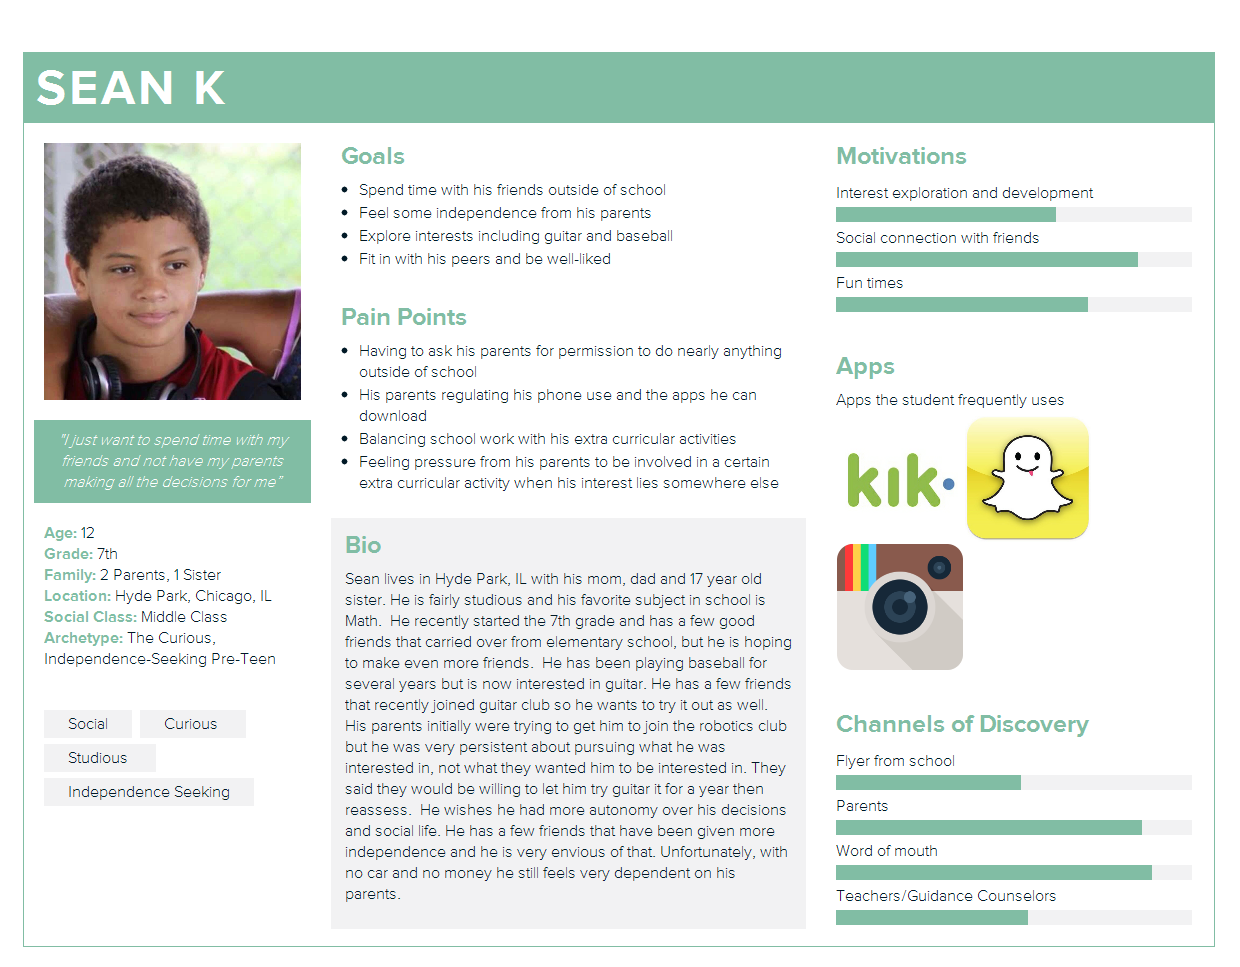 SEAN K
"I just want to spend time with my
friends and not have my parents
making all the decisions for me"
Age: 12
Grade: 7th
Family: 2 Parents, 1 Sister
Location: Hyde Park, Chicago, IL
Social Class: Middle Class
Archetype: The Curious,
Independence-Seeking Pre-Teen
Social
Curious
Studious
Independence Seeking
Goals
• Spend time with his friends outside of school
• Feel some independence from his parents
• Explore interests including guitar and baseball
• Fit in with his peers and be well-liked
Pain Points
• Having to ask his parents for permission to do nearly anything
outside of school
• His parents regulating his phone use and the apps he can
download
• Balancing school work with his extra curricular activities
• Feeling pressure from his parents to be involved in a certain
extra curricular activity when his interest lies somewhere else
Bio
Sean lives in Hyde Park, IL with his mom, dad and 17 year old
sister. He is fairly studious and his favorite subject in school is
Math.  He recently started the 7th grade and has a few good
friends that carried over from elementary school, but he is hoping
to make even more friends.  He has been playing baseball for
several years but is now interested in guitar. He has a few friends
that recently joined guitar club so he wants to try it out as well.
His parents initially were trying to get him to join the robotics club
but he was very persistent about pursuing what he was
interested in, not what they wanted him to be interested in. They
said they would be willing to let him try guitar it for a year then
reassess.  He wishes he had more autonomy over his decisions
and social life. He has a few friends that have been given more
independence and he is very envious of that. Unfortunately, with
no car and no money he still feels very dependent on his
parents.
Motivations
Interest exploration and development
Social connection with friends
Fun times
Apps
Apps the student frequently uses
kik.
Channels of Discovery
Flyer from school
Parents
Word of mouth
Teachers/Guidance Counselors